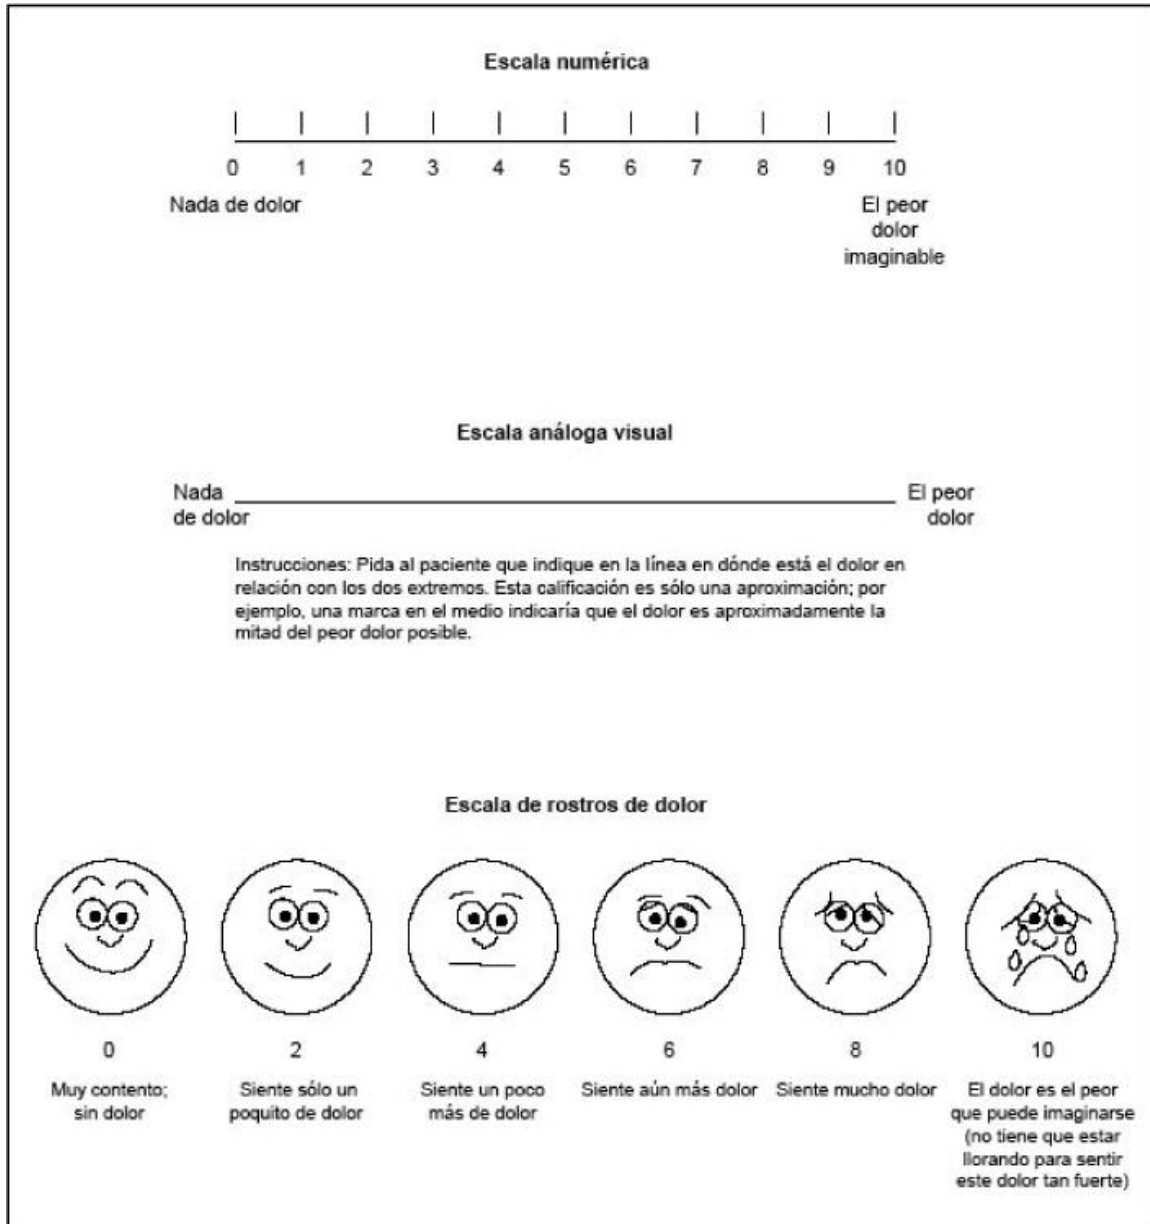 Escala numérica
0 1 2 3 4 5 6 7 8 9 10
Nada de dolor
El peor
dolor
imaginable
Escala análoga visual
Nada
de dolor
El peor
dolor
Instrucciones: Pida al paciente que indique en la línea en dónde está el dolor en
relación con los dos extremos. Esta calificación es sólo una aproximación; por
ejemplo, una marca en el medio indicaría que el dolor es aproximadamente la
mitad del peor dolor posible.
Escala de rostros de dolor
0
Muy contento;
sin dolor
2
Siente sólo un
poquito de dolor
4
Siente un poco
más de dolor
6
Siente aún más dolor
8
Siente mucho dolor
10
El dolor es el peor
que puede imaginarse
(no tiene que estar
llorando para sentir
este dolor tan fuerte)